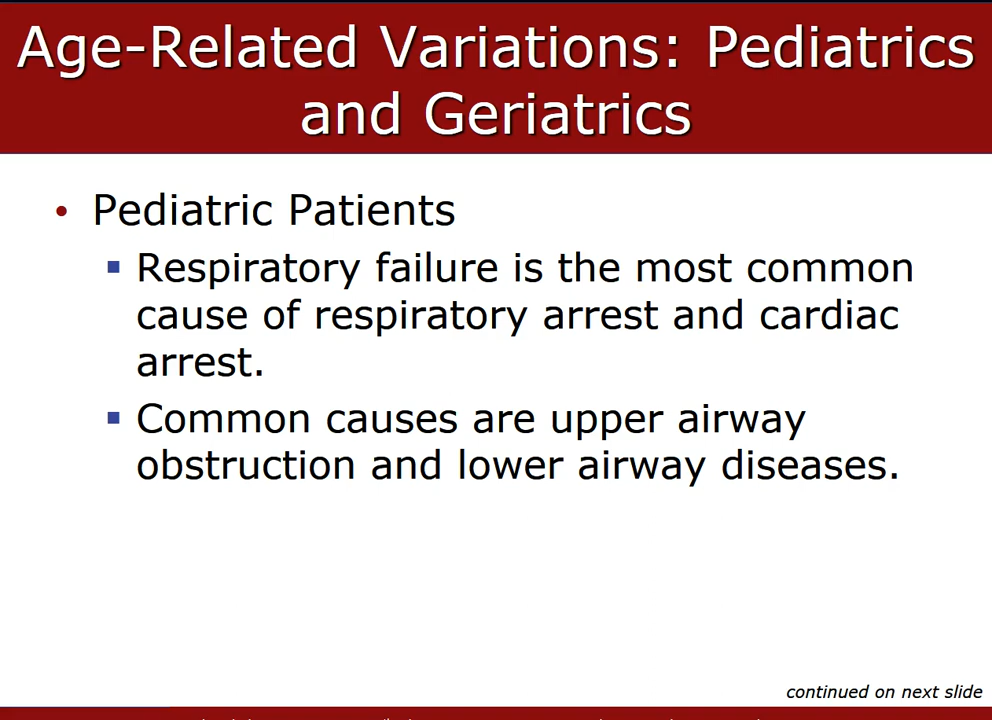 Age-Related Variations: Pediatrics
and Geriatrics
• Pediatric Patients
▪ Respiratory failure is the most common
cause of respiratory arrest and cardiac
arrest.
▪ Common causes are upper airway
obstruction and lower airway diseases.
continued on next slide